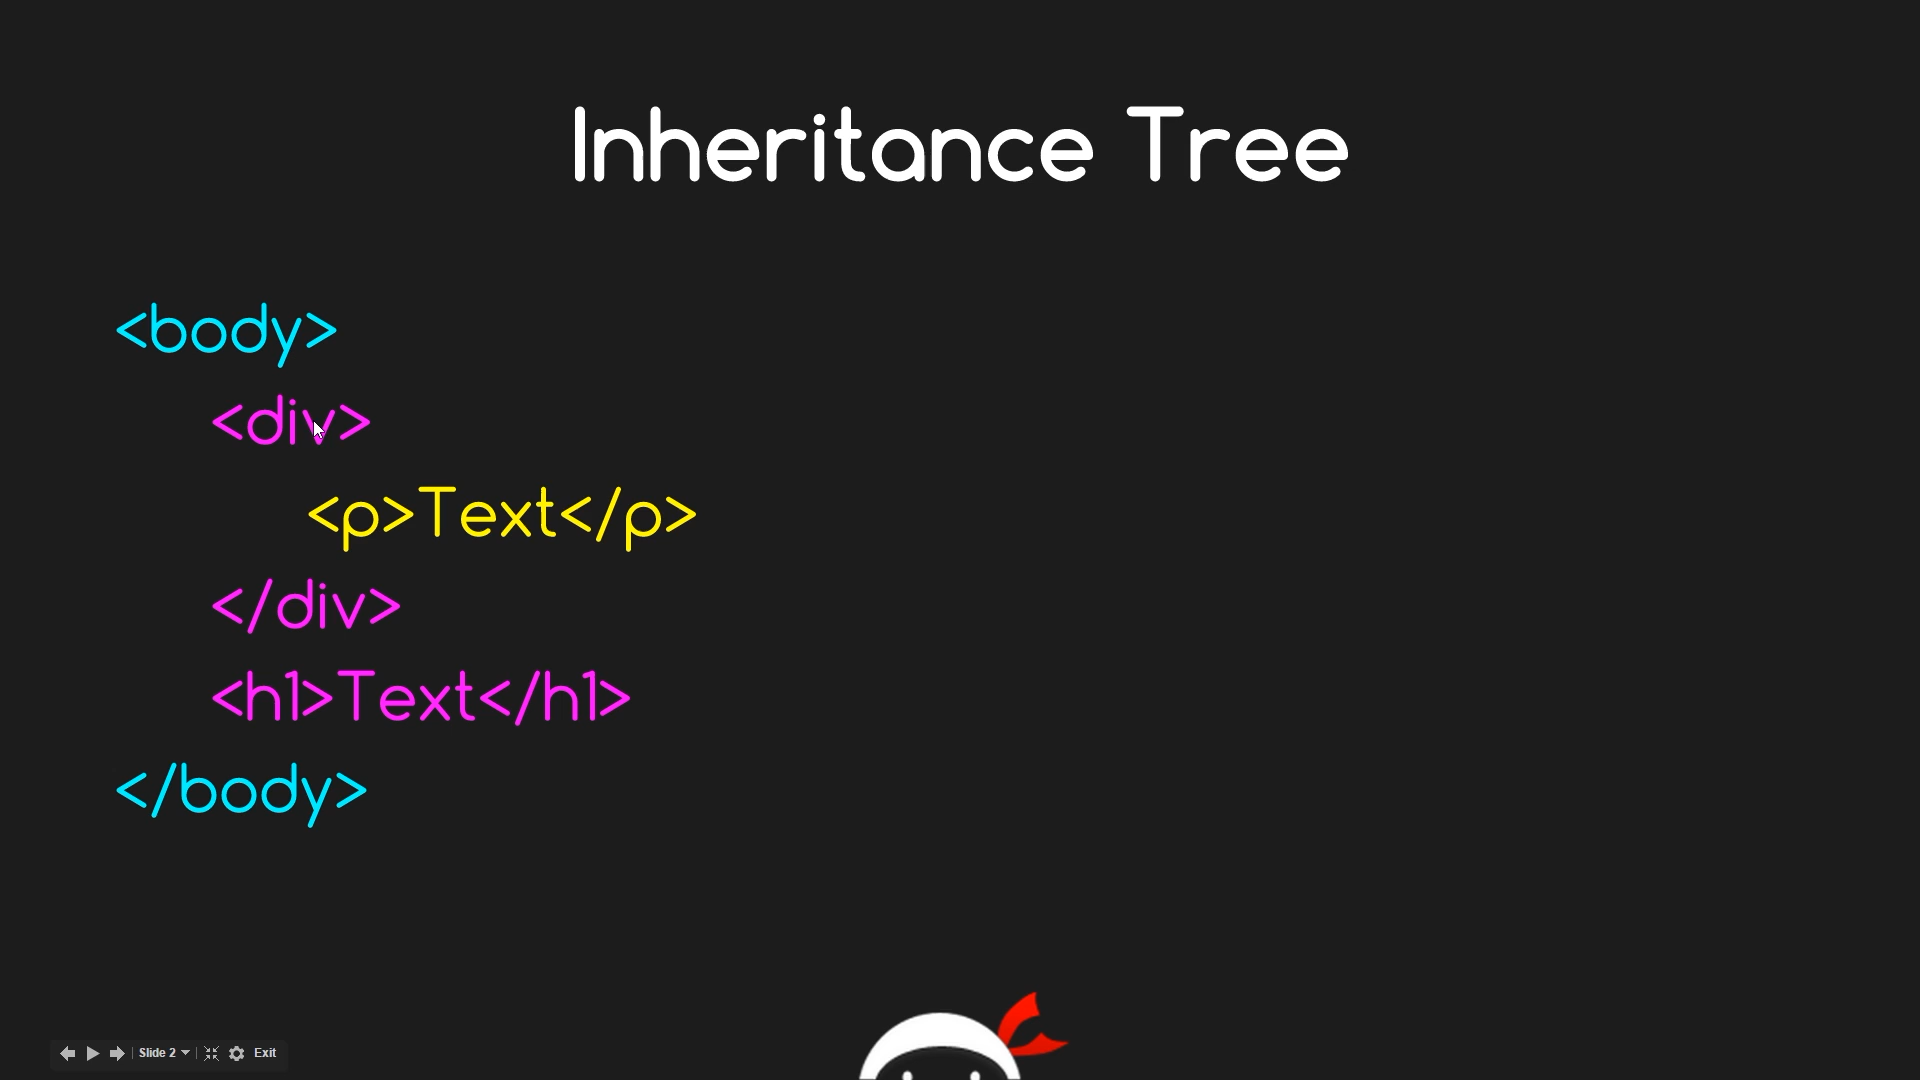 Inheritance Tree
<body>
<div>
<p>Text</p>
</div>
<h1>Text</h1>
</body>
Slide 2
Exit